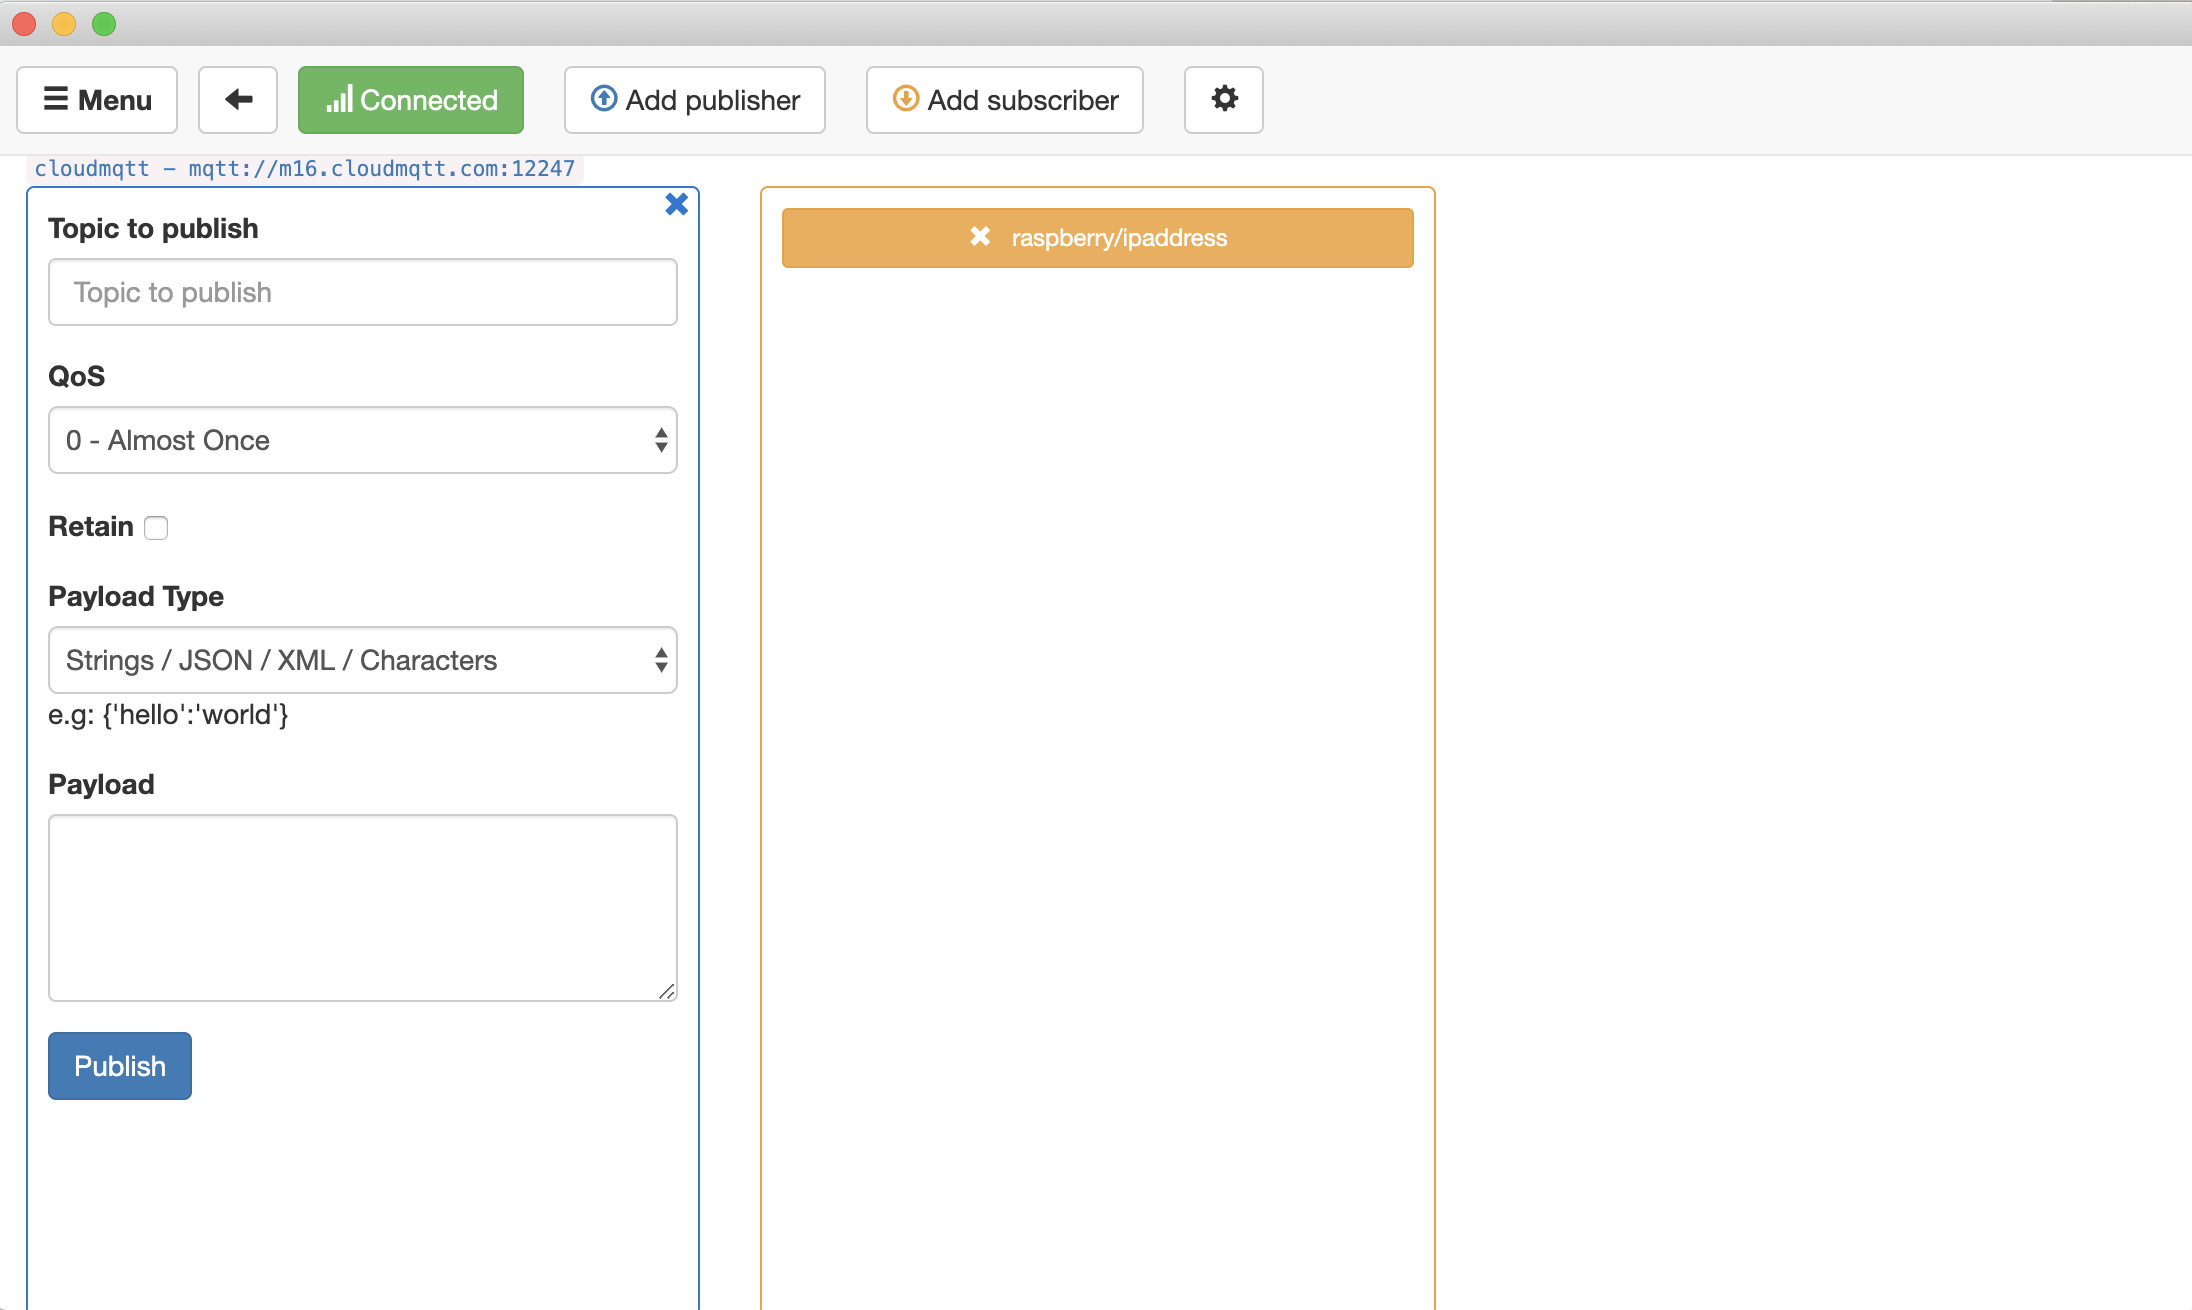 Menu
Connected
Add publisher
Add subscriber
cloudmqtt - mqtt://m16.cloudmqtt.com:12247
Topic to publish
Topic to publish
QoS
0 - Almost Once
Retain
Payload Type
Strings / JSON / XML / Characters
e.g: {'hello':'world'}
Payload
Publish
raspberry/ipaddress